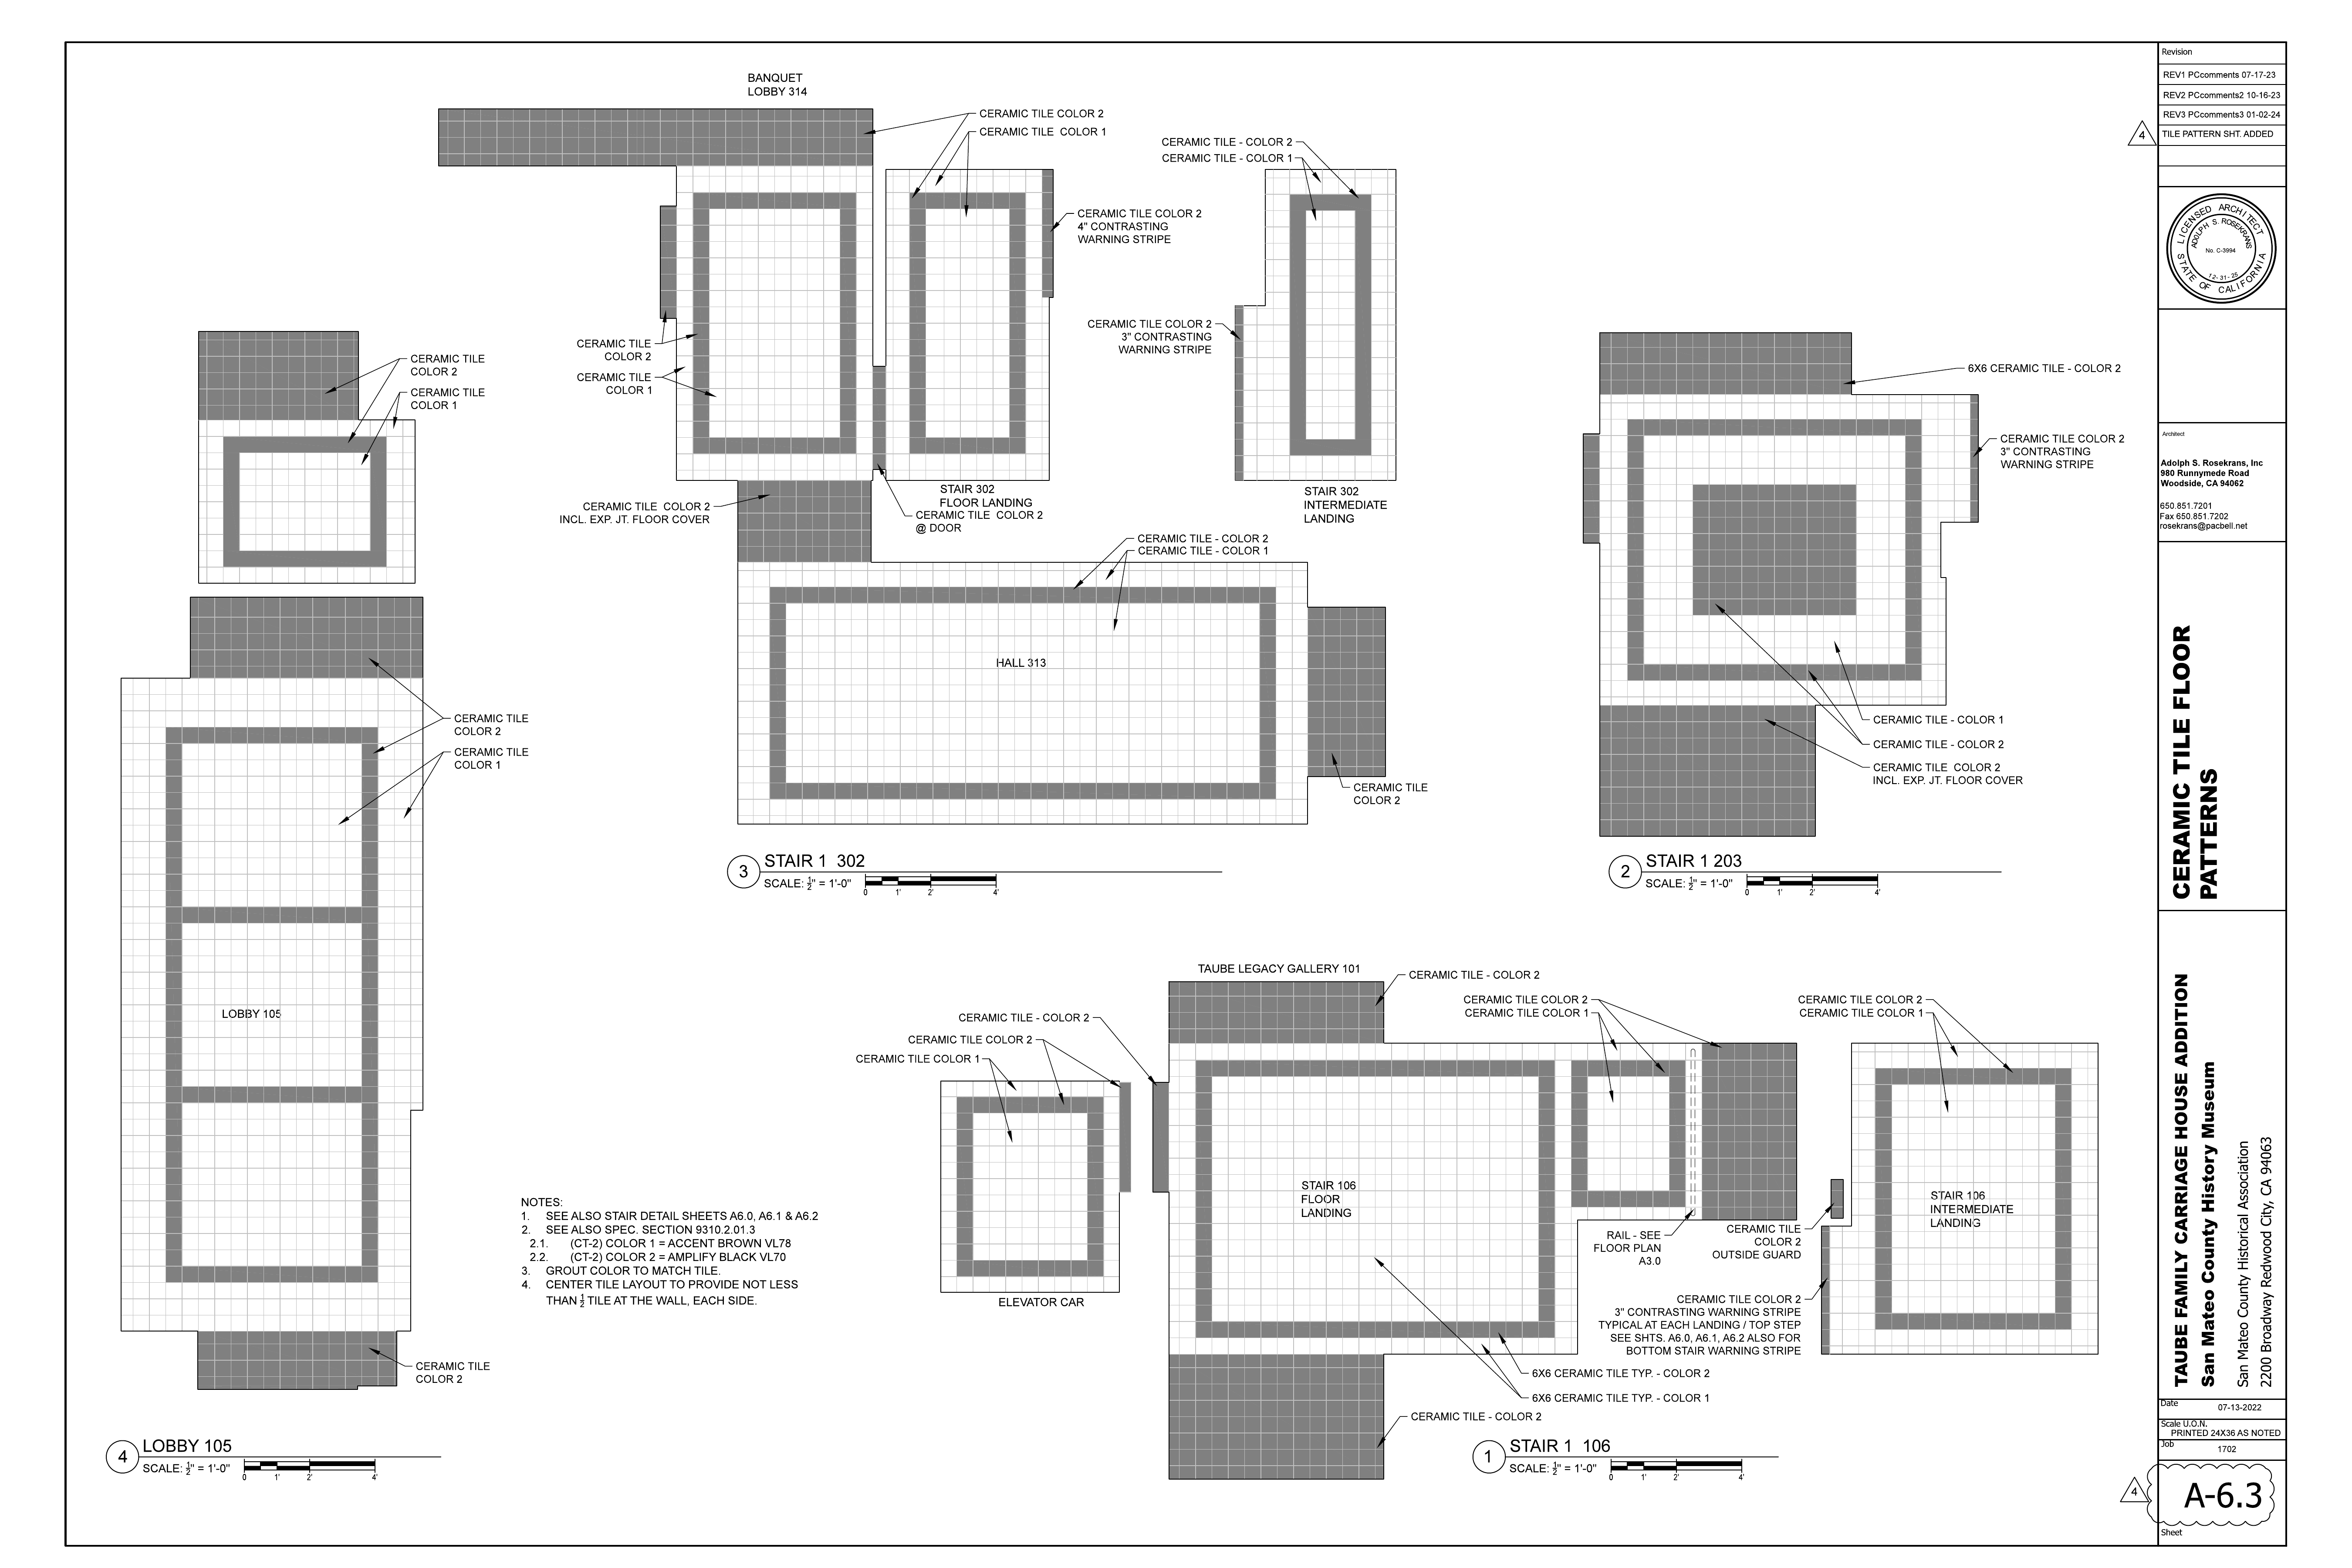 BANQUET
LOBBY 314
CERAMIC TILE COLOR 2
CERAMIC TILE  COLOR 1
CERAMIC TILE COLOR 2
4" CONTRASTING
WARNING STRIPE
CERAMIC TILE - COLOR 2
CERAMIC TILE - COLOR 1
CERAMIC TILE COLOR 2
3" CONTRASTING
WARNING STRIPE
CERAMIC TILE
COLOR 2
CERAMIC TILE
COLOR 1
CERAMIC TILE  COLOR 2
INCL. EXP. JT. FLOOR COVER
STAIR 302
FLOOR LANDING
CERAMIC TILE  COLOR 2
@ DOOR
STAIR 302
INTERMEDIATE
LANDING
CERAMIC TILE - COLOR 2
CERAMIC TILE - COLOR 1
HALL 313
CERAMIC TILE
COLOR 2
3
STAIR 1  302
SCALE: 1/2" = 1'-0"
0 1' 2' 4'
6X6 CERAMIC TILE - COLOR 2
CERAMIC TILE COLOR 2
3" CONTRASTING
WARNING STRIPE
CERAMIC TILE - COLOR 1
CERAMIC TILE - COLOR 2
CERAMIC TILE  COLOR 2
INCL. EXP. JT. FLOOR COVER
2
STAIR 1 203
SCALE: 1/2" = 1'-0"
0 1' 2' 4'
CERAMIC TILE
COLOR 2
CERAMIC TILE
COLOR 1
CERAMIC TILE
COLOR 2
CERAMIC TILE
COLOR 1
LOBBY 105
CERAMIC TILE
COLOR 2
4
LOBBY 105
SCALE: 1/2" = 1'-0"
0 1' 2' 4'
NOTES:
1. SEE ALSO STAIR DETAIL SHEETS A6.0, A6.1 & A6.2
2. SEE ALSO SPEC. SECTION 9310.2.01.3
2.1. (CT-2) COLOR 1 = ACCENT BROWN VL78
2.2. (CT-2) COLOR 2 = AMPLIFY BLACK VL70
3. GROUT COLOR TO MATCH TILE.
4. CENTER TILE LAYOUT TO PROVIDE NOT LESS
THAN 1/2 TILE AT THE WALL, EACH SIDE.
TAUBE LEGACY GALLERY 101
CERAMIC TILE - COLOR 2
CERAMIC TILE - COLOR 2
CERAMIC TILE COLOR 2
CERAMIC TILE COLOR 1
ELEVATOR CAR
CERAMIC TILE COLOR 2
CERAMIC TILE COLOR 1
STAIR 106
FLOOR
LANDING
RAIL - SEE
FLOOR PLAN
A3.0
CERAMIC TILE COLOR 2
CERAMIC TILE COLOR 1
STAIR 106
INTERMEDIATE
LANDING
CERAMIC TILE
COLOR 2
OUTSIDE GUARD
CERAMIC TILE COLOR 2
3" CONTRASTING WARNING STRIPE
TYPICAL AT EACH LANDING / TOP STEP
SEE SHTS. A6.0, A6.1, A6.2 ALSO FOR
BOTTOM STAIR WARNING STRIPE
6X6 CERAMIC TILE TYP. - COLOR 2
6X6 CERAMIC TILE TYP. - COLOR 1
CERAMIC TILE - COLOR 2
1
STAIR 1  106
SCALE: 1/2" = 1'-0"
0 1' 2' 4'
Revision
REV1 PCcomments 07-17-23
REV2 PCcomments2 10-16-23
REV3 PCcomments3 01-02-24
4
TILE PATTERN SHT. ADDED
LICENSED ARCHITECT
ADOLPH S. ROSEKRANS
No. C-3994
12-31-25
STATE OF CALIFORNIA
Architect
Adolph S. Rosekrans, Inc
980 Runnymede Road
Woodside, CA 94062
650.851.7201
Fax 650.851.7202
rosekrans@pacbell.net
CERAMIC TILE FLOOR
PATTERNS
TAUBE FAMILY CARRIAGE HOUSE ADDITION
San Mateo County History Museum
San Mateo County Historical Association
2200 Broadway Redwood City, CA 94063
Date
07-13-2022
Scale U.O.N.
PRINTED 24X36 AS NOTED
Job
1702
4
A-6.3
Sheet